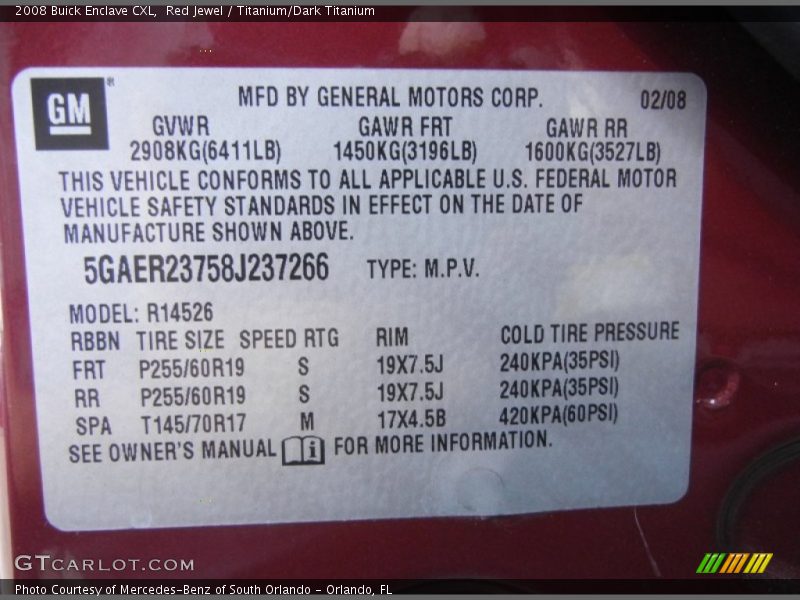 2008 Buick Enclave CXL,  Red Jewel / Titanium/Dark Titanium
GM®
MFD BY GENERAL MOTORS CORP. 02/08
GVWR GAWR FRT GAWR RR
2908KG(6411LB) 1450KG(3196LB) 1600KG(3527LB)
THIS VEHICLE CONFORMS TO ALL APPLICABLE U.S. FEDERAL MOTOR
VEHICLE SAFETY STANDARDS IN EFFECT ON THE DATE OF
MANUFACTURE SHOWN ABOVE.
5GAER23758J237266 TYPE: M.P.V.
MODEL: R14526
RBBN TIRE SIZE SPEED RTG RIM COLD TIRE PRESSURE
FRT P255/60R19 S 19X7.5J 240KPA(35PSI)
RR P255/60R19 S 19X7.5J 240KPA(35PSI)
SPA T145/70R17 M 17X4.5B 420KPA(60PSI)
SEE OWNER'S MANUAL i FOR MORE INFORMATION.
GTCARLOT.COM
Photo Courtesy of Mercedes-Benz of South Orlando - Orlando, FL